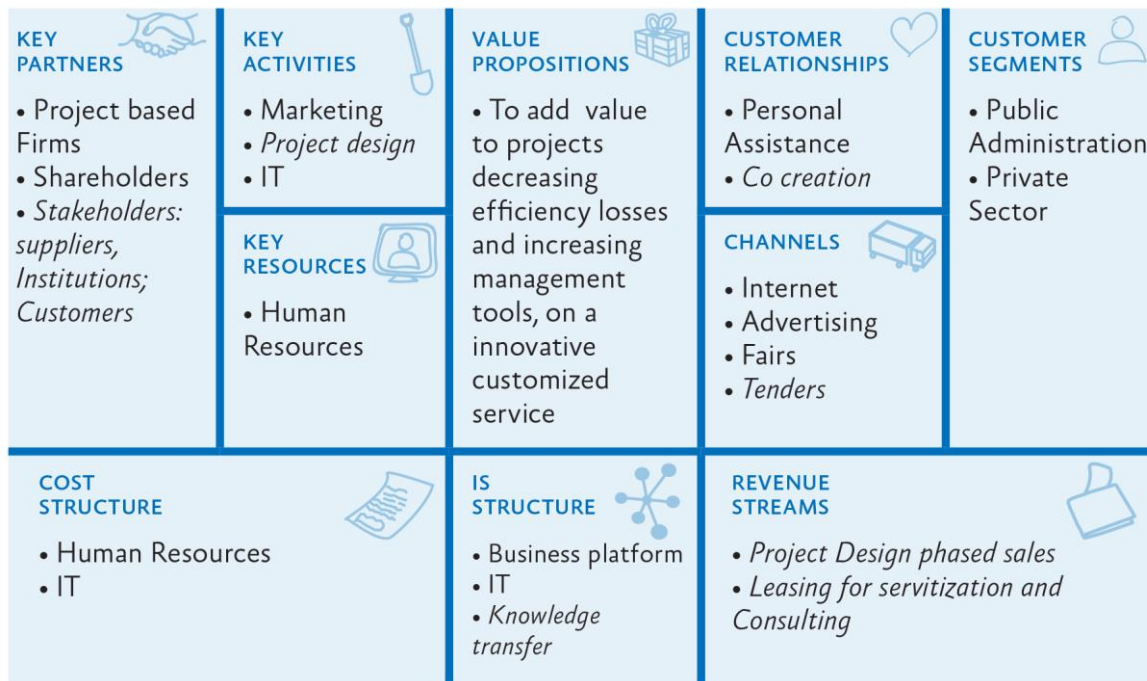 KEY
PARTNERS
• Project based
Firms
• Shareholders
• Stakeholders:
suppliers,
Institutions;
Customers
KEY
ACTIVITIES
• Marketing
• Project design
• IT
KEY
RESOURCES
• Human
Resources
VALUE
PROPOSITIONS
• To add value
to projects
decreasing
efficiency losses
and increasing
management
tools, on a
innovative
customized
service
CUSTOMER
RELATIONSHIPS
• Personal
Assistance
• Co creation
CHANNELS
• Internet
• Advertising
• Fairs
• Tenders
CUSTOMER
SEGMENTS
• Public
Administration
• Private
Sector
COST
STRUCTURE
• Human Resources
• IT
IS
STRUCTURE
• Business platform
• IT
• Knowledge
transfer
REVENUE
STREAMS
• Project Design phased sales
• Leasing for servitization and
Consulting